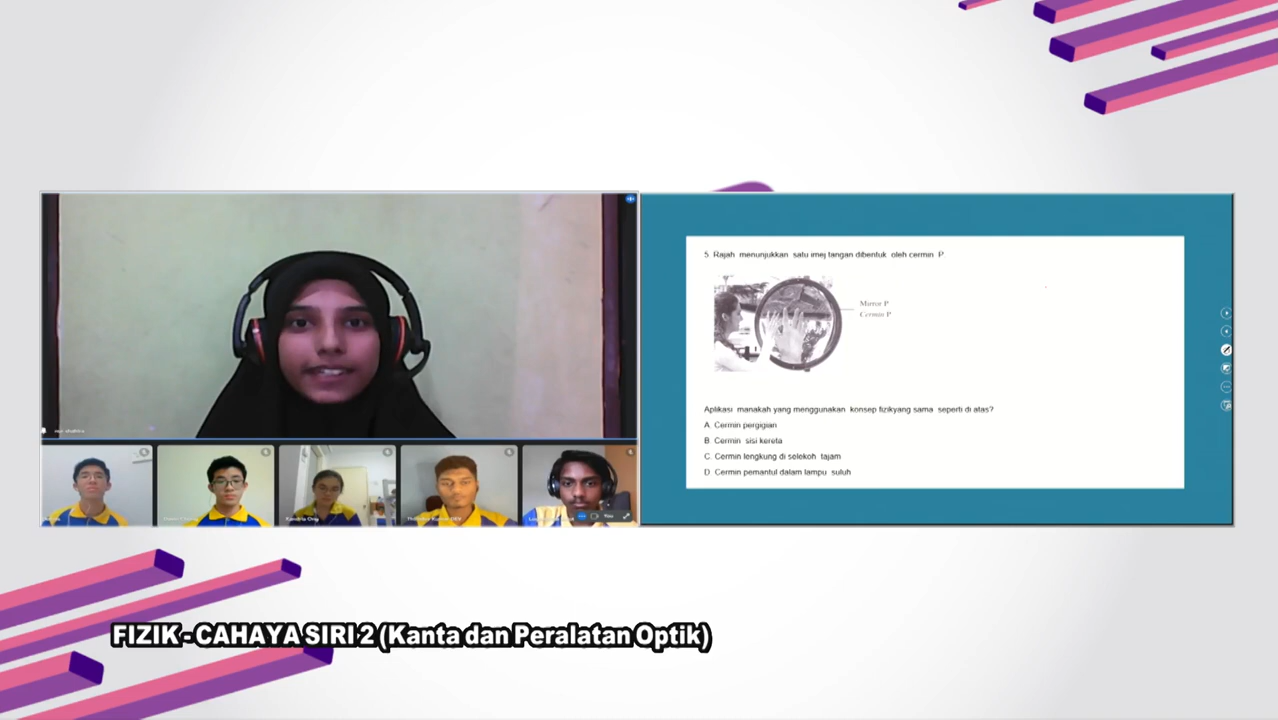 5. Rajah menunjukkan satu imej tangan dibentuk oleh cermin P
Mirror P
Cermin P
Aplikasi manakah yang menggunakan konsep fizikyang sama seperti di atas?
A Cermin pergigian
B Cermin sisi kereta
C Cermin lengkung di selekoh tajam
D Cermin pemantul dalam lampu suluh
FIZIK - CAHAYA SIRI 2 (Kanta dan Peralatan Optik)